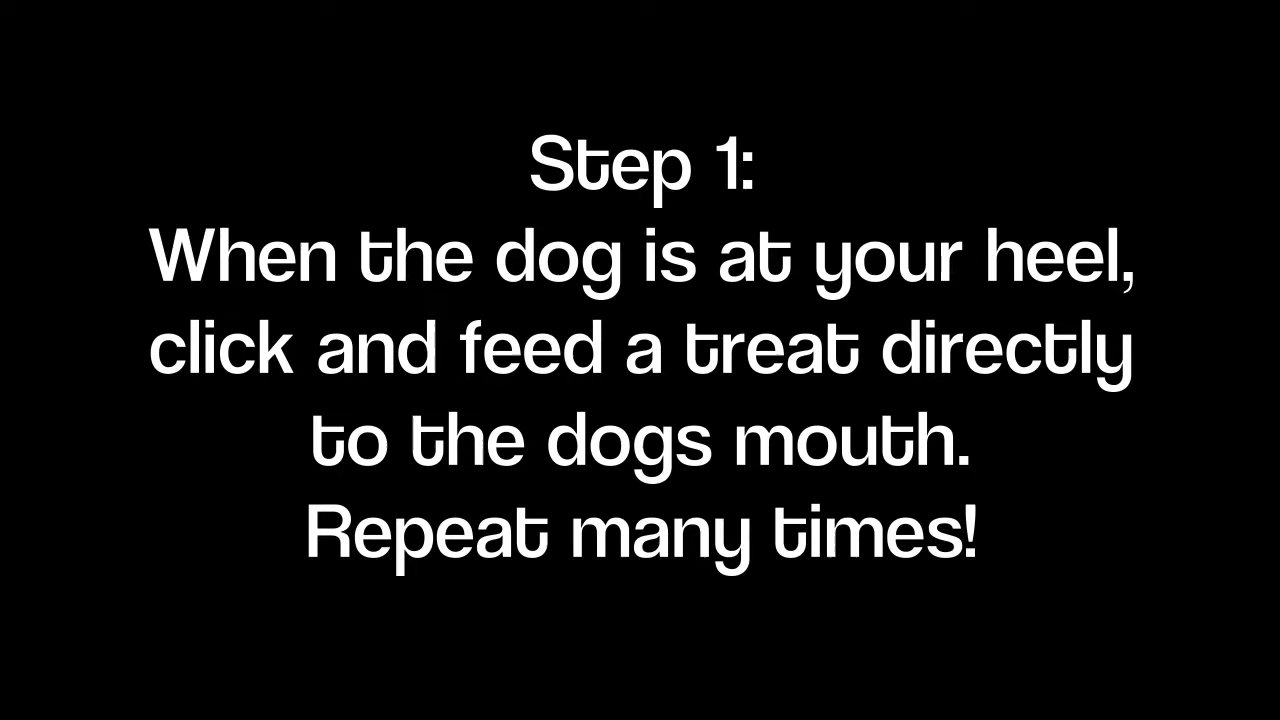 Step 1:
When the dog is at your heel,
click and feed a treat directly
to the dogs mouth.
Repeat many times!